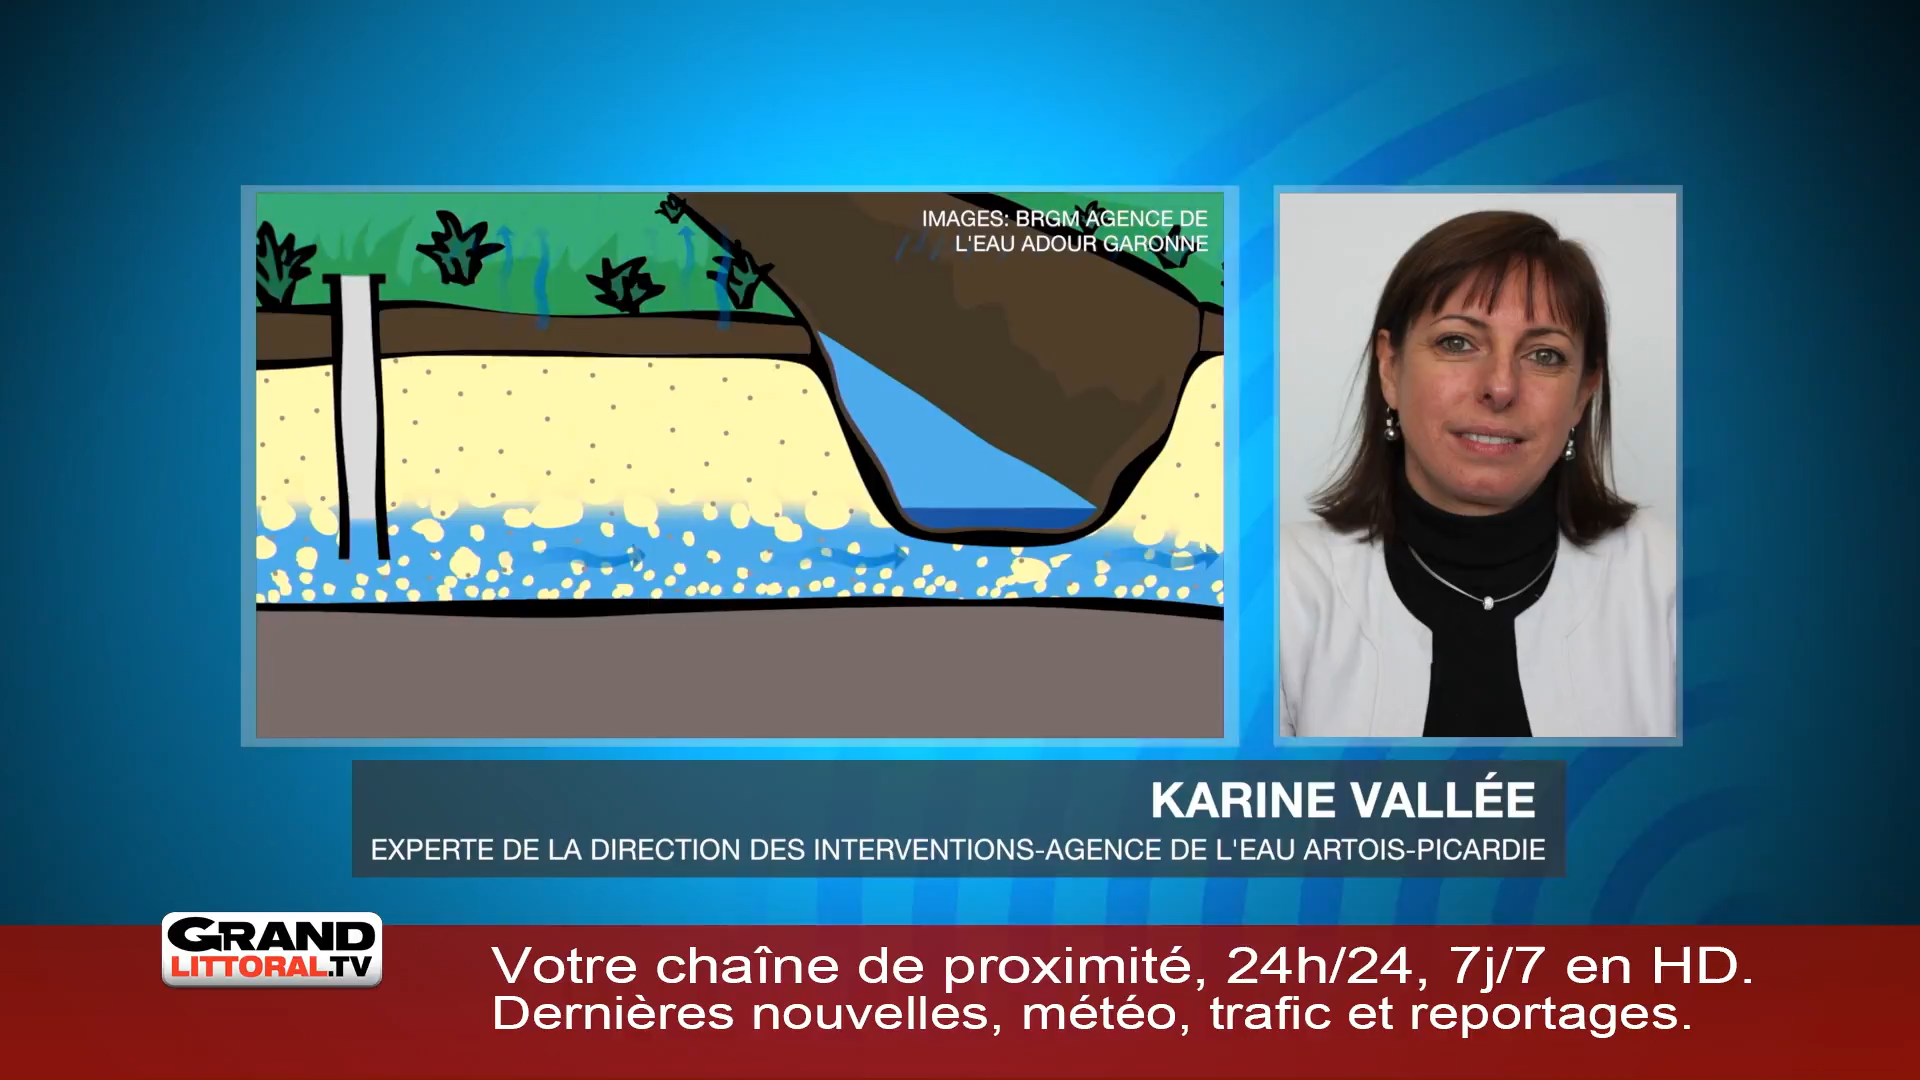 IMAGES: BRGM AGENCE DE
L'EAU ADOUR GARONNE
KARINE VALLÉE
EXPERTE DE LA DIRECTION DES INTERVENTIONS-AGENCE DE L'EAU ARTOIS-PICARDIE
GRAND
LITTORAL.TV
Votre chaîne de proximité, 24h/24, 7j/7 en HD.
Dernières nouvelles, météo, trafic et reportages.